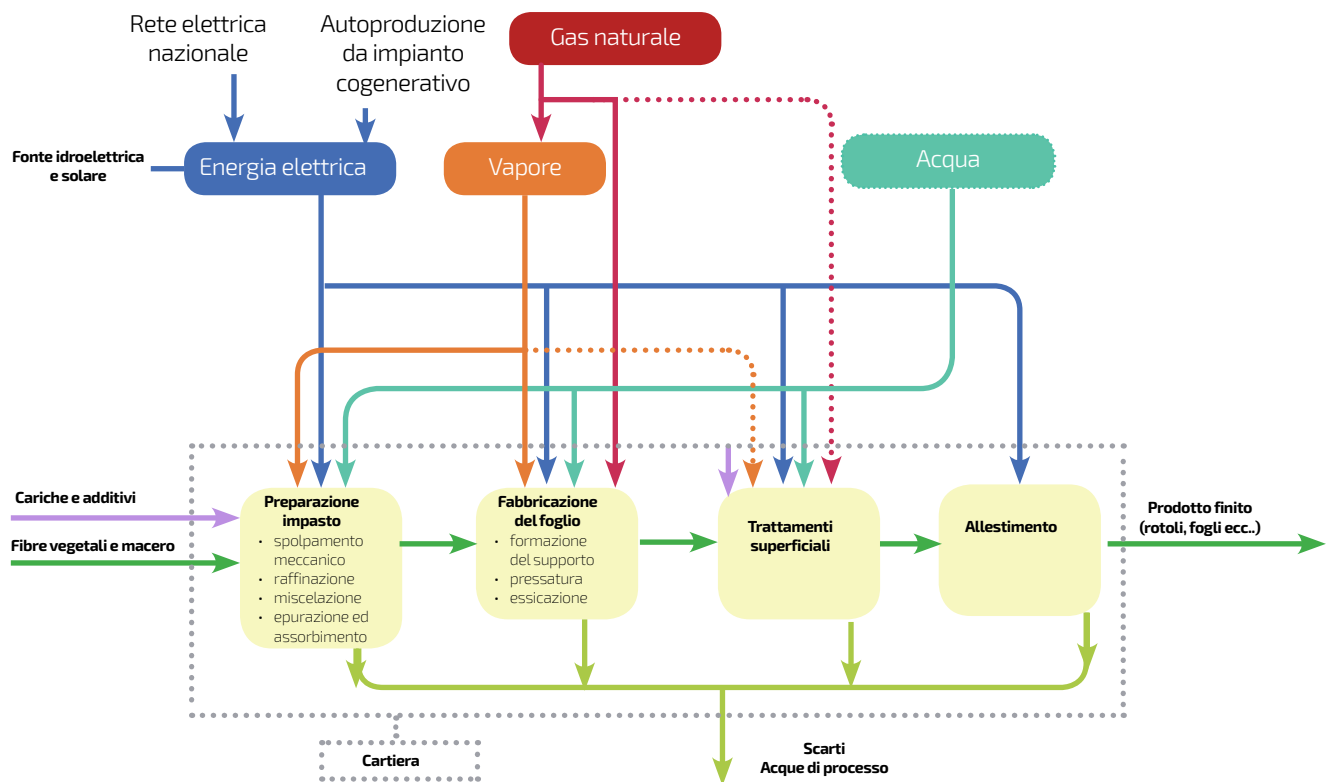 Rete elettrica
nazionale
Autoproduzione
da impianto
cogenerativo
Gas naturale
Fonte idroelettrica
e solare
Energia elettrica
Vapore
Acqua
Cariche e additivi
Fibre vegetali e macero
Preparazione
impasto
• spolpamento
meccanico
• raffinazione
• miscelazione
• epurazione ed
assorbimento
Fabbricazione
del foglio
• formazione
del supporto
• pressatura
• essicazione
Trattamenti
superficiali
Allestimento
Prodotto finito
(rotoli, fogli ecc..)
Cartiera
Scarti
Acque di processo